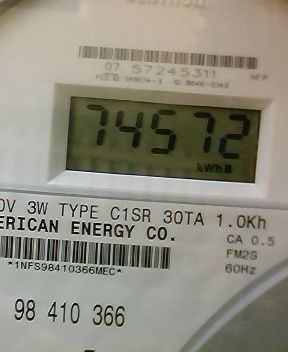 07 57245311
74572
kWh
0V 3W TYPE C1SR 30TA 1.0Kh
ERICAN ENERGY CO.
CA 0.5
*1NFS98410366MEC*
FM2S
60Hz
98 410 366